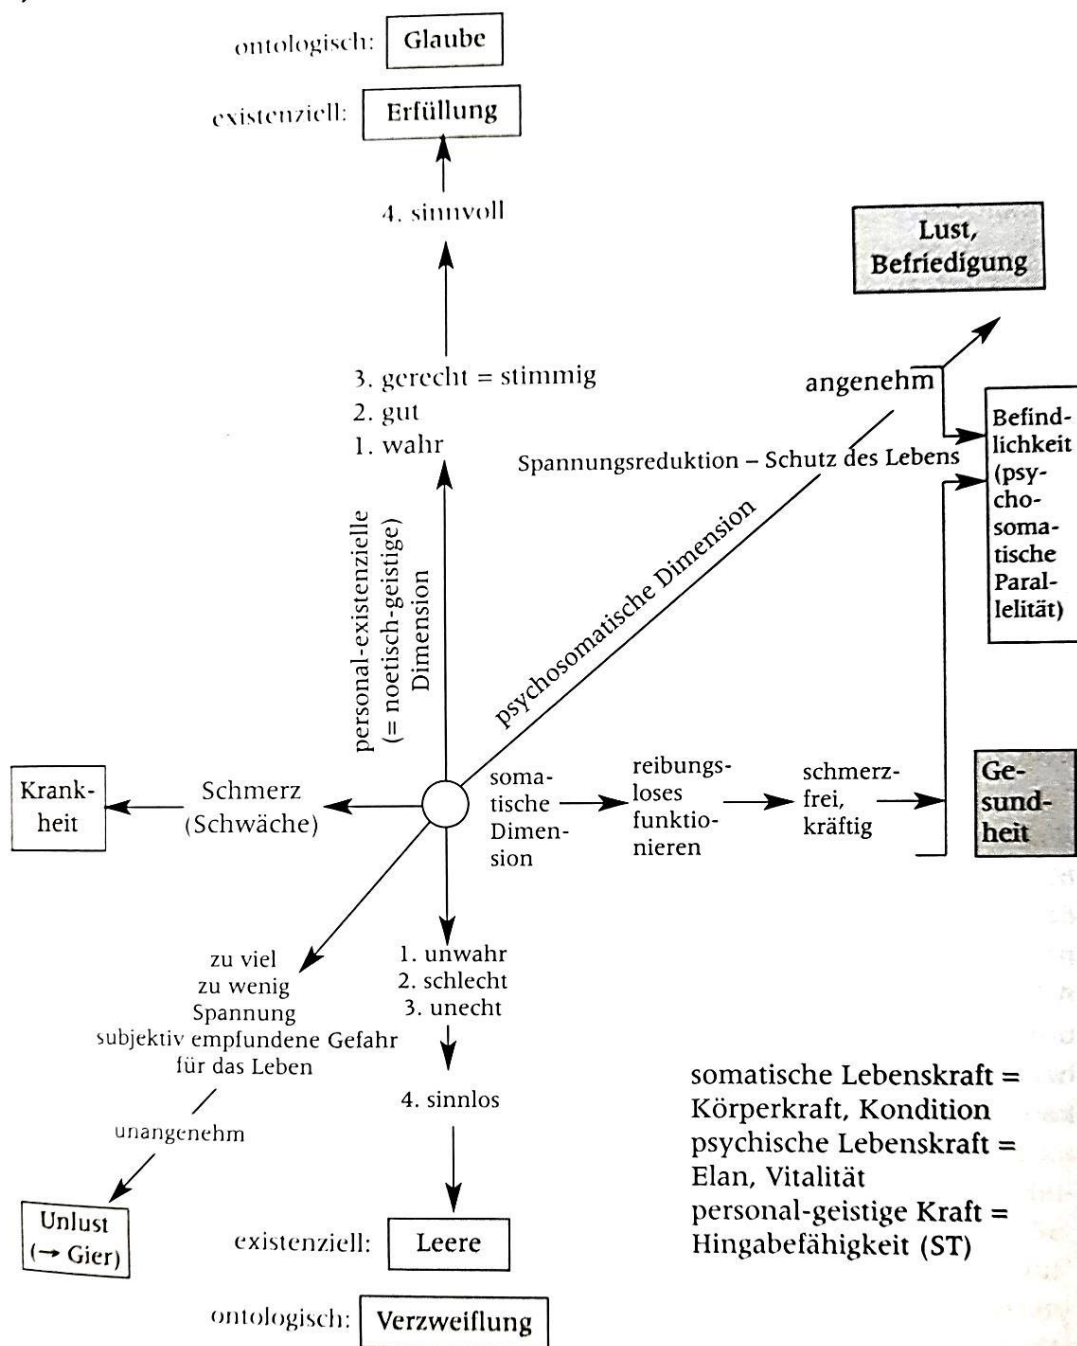 ontologisch: Glaube
existenziell: Erfüllung
4. sinnvoll
Lust,
Befriedigung
3. gerecht = stimmig
2. gut
1. wahr
angenehm
Spannungsreduktion – Schutz des Lebens
Befind-
lichkeit
(psy-
cho-
soma-
tische
Paral-
lelität)
personal-existenzielle
(= noetisch-geistige)
Dimension
psychosomatische Dimension
Krank-
heit
Schmerz
(Schwäche)
soma-
tische
Dimen-
sion
reibungs-
loses
funktio-
nieren
schmerz-
frei,
kräftig
Ge-
sund-
heit
zu viel
zu wenig
Spannung
subjektiv empfundene Gefahr
für das Leben
unangenehm
Unlust
(→ Gier)
1. unwahr
2. schlecht
3. unecht
4. sinnlos
existenziell: Leere
ontologisch: Verzweiflung
somatische Lebenskraft =
Körperkraft, Kondition
psychische Lebenskraft =
Elan, Vitalität
personal-geistige Kraft =
Hingabefähigkeit (ST)